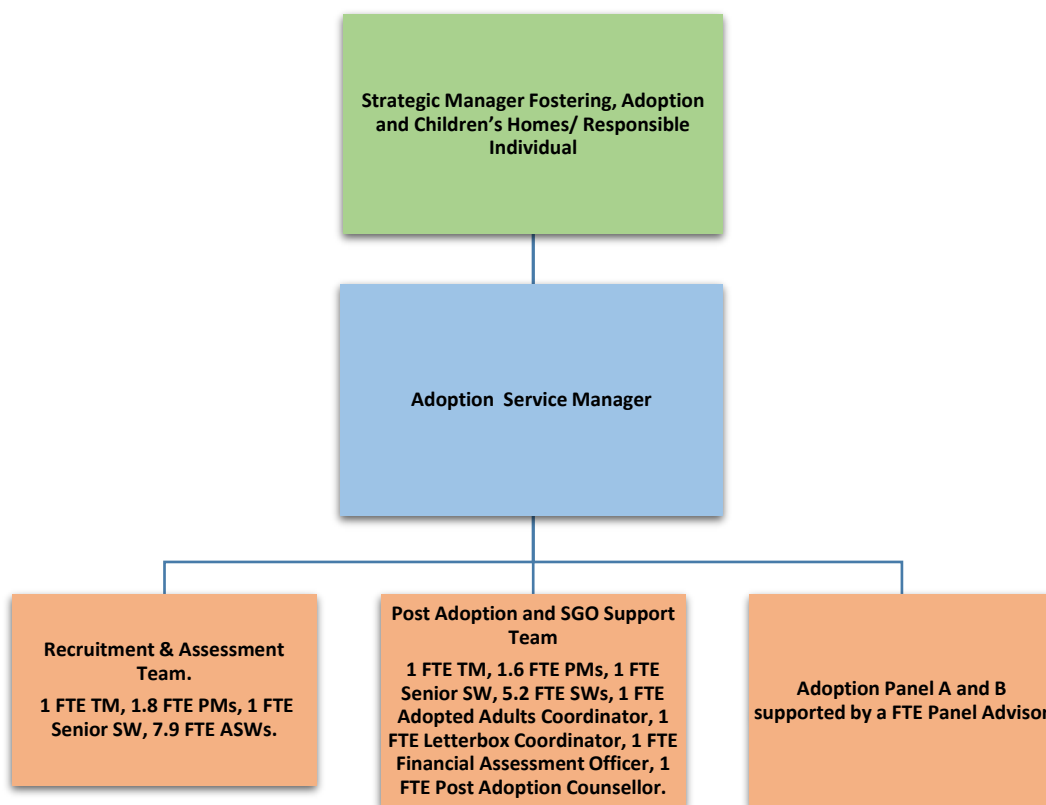 Strategic Manager Fostering, Adoption
and Children’s Homes/ Responsible
Individual
Adoption  Service Manager
Recruitment & Assessment
Team.
1 FTE TM, 1.8 FTE PMs, 1 FTE
Senior SW, 7.9 FTE ASWs.
Post Adoption and SGO Support
Team
1 FTE TM, 1.6 FTE PMs, 1 FTE
Senior SW, 5.2 FTE SWs, 1 FTE
Adopted Adults Coordinator, 1
FTE Letterbox Coordinator, 1 FTE
Financial Assessment Officer, 1
FTE Post Adoption Counsellor.
Adoption Panel A and B
supported by a FTE Panel Advisor